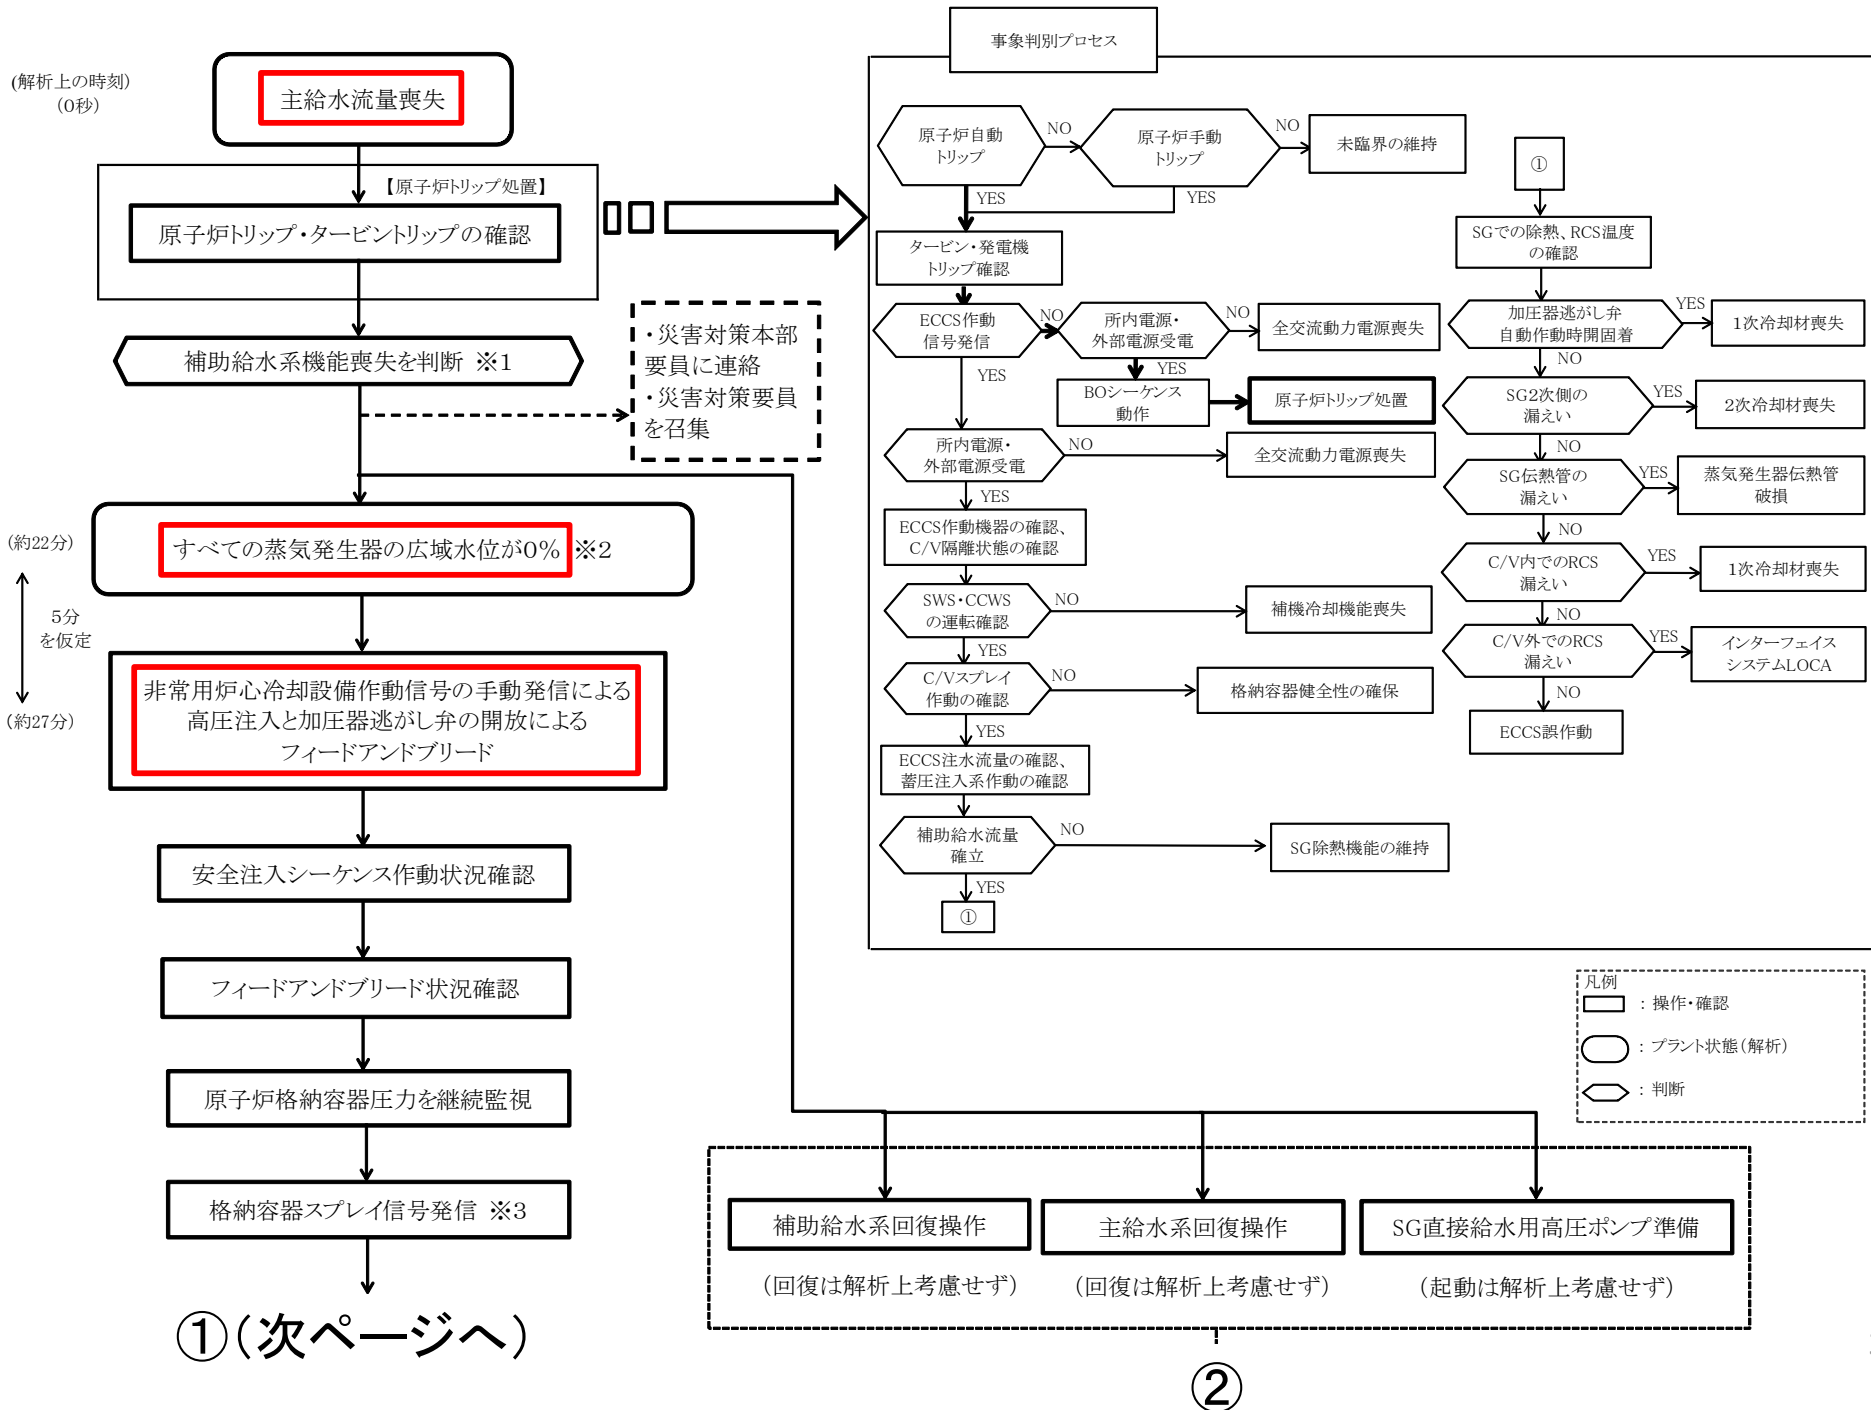 (解析上の時刻)
(0秒)
主給水流量喪失
【原子炉トリップ処置】
原子炉トリップ・タービントリップの確認
補助給水系機能喪失を判断 ※1
・災害対策本部
要員に連絡
・災害対策要員
を召集
(約22分)
すべての蒸気発生器の広域水位が0% ※2
5分
を仮定
(約27分)
非常用炉心冷却設備作動信号の手動発信による
高圧注入と加圧器逃がし弁の開放による
フィードアンドブリード
安全注入シーケンス作動状況確認
フィードアンドブリード状況確認
原子炉格納容器圧力を継続監視
格納容器スプレイ信号発信 ※3
①(次ページへ)
事象判別プロセス
原子炉自動
トリップ
NO
YES
原子炉手動
トリップ
NO
YES
未臨界の維持
タービン・発電機
トリップ確認
ECCS作動
信号発信
NO
YES
所内電源・
外部電源受電
NO
YES
全交流動力電源喪失
BOシーケンス
動作
原子炉トリップ処置
所内電源・
外部電源受電
NO
YES
全交流動力電源喪失
ECCS作動機器の確認、
C/V隔離状態の確認
SWS・CCWS
の運転確認
NO
YES
補機冷却機能喪失
C/Vスプレイ
作動の確認
NO
YES
格納容器健全性の確保
ECCS注水流量の確認、
蓄圧注入系作動の確認
補助給水流量
確立
NO
YES
SG除熱機能の維持
①
①
SGでの除熱、RCS温度
の確認
加圧器逃がし弁
自動作動時開固着
YES
NO
1次冷却材喪失
SG2次側の
漏えい
YES
NO
2次冷却材喪失
SG伝熱管の
漏えい
YES
NO
蒸気発生器伝熱管
破損
C/V内でのRCS
漏えい
YES
NO
1次冷却材喪失
C/V外でのRCS
漏えい
YES
NO
インターフェイス
システムLOCA
ECCS誤作動
凡例
：操作・確認
：プラント状態(解析)
：判断
補助給水系回復操作
(回復は解析上考慮せず)
主給水系回復操作
(回復は解析上考慮せず)
SG直接給水用高圧ポンプ準備
(起動は解析上考慮せず)
②